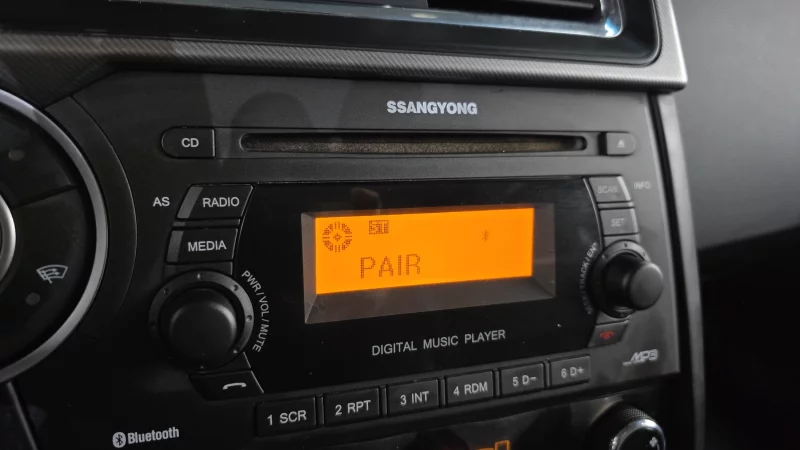 SSANGYONG
CD
AS
RADIO
SCAN
INFO
MEDIA
SET
ST
PAIR
PWR/VOL/MUTE
DIGITAL MUSIC PLAYER
MP3
1 SCR
2 RPT
3 INT
4 RDM
5 D-
6 D+
Bluetooth